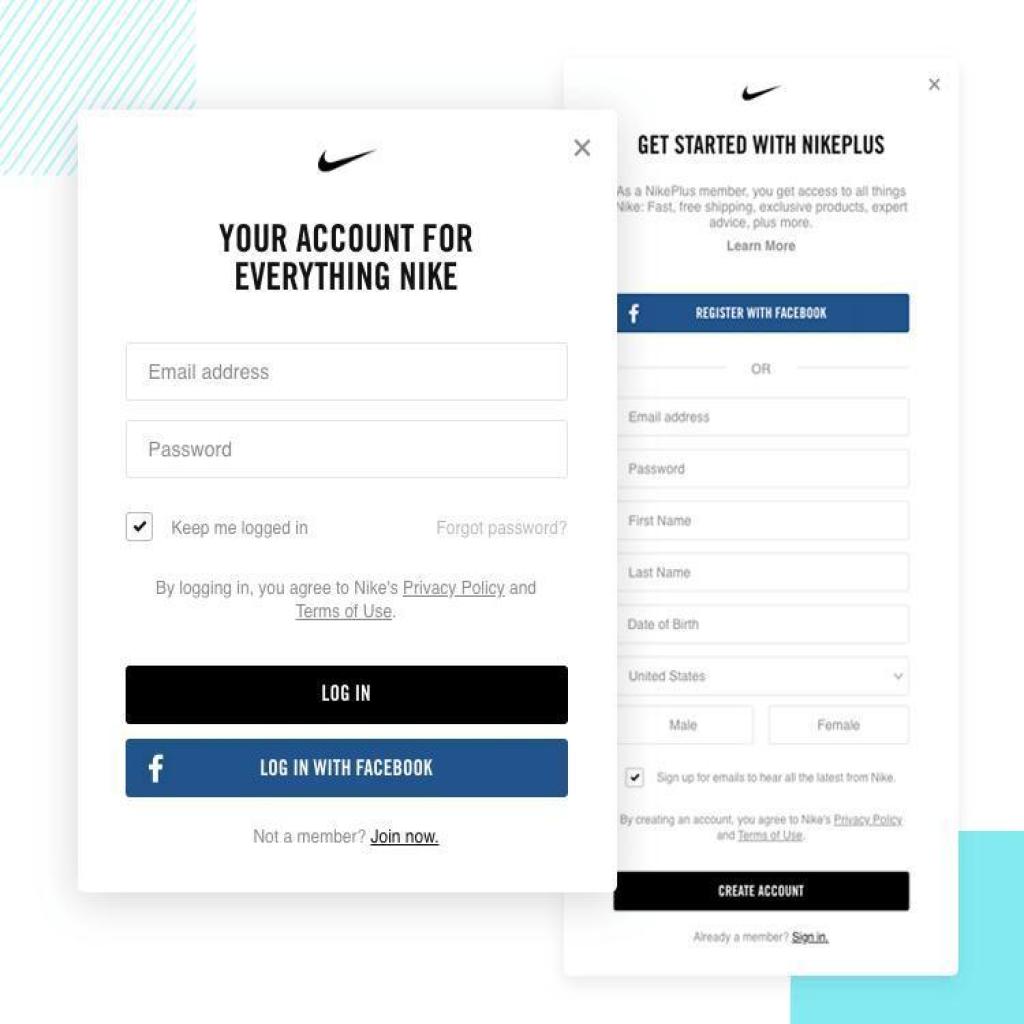 YOUR ACCOUNT FOR
EVERYTHING NIKE
Email address
Password
Keep me logged in
Forgot password?
By logging in, you agree to Nike's Privacy Policy and
Terms of Use.
LOG IN
f LOG IN WITH FACEBOOK
Not a member? Join now.
GET STARTED WITH NIKEPLUS
As a NikePlus member, you get access to all things
Nike: Fast, free shipping, exclusive products, expert
advice, plus more.
Learn More
f REGISTER WITH FACEBOOK
OR
Email address
Password
First Name
Last Name
Date of Birth
United States
Male
Female
Sign up for emails to hear all the latest from Nike.
By creating an account, you agree to Nike's Privacy Policy
and Terms of Use.
CREATE ACCOUNT
Already a member? Sign in.